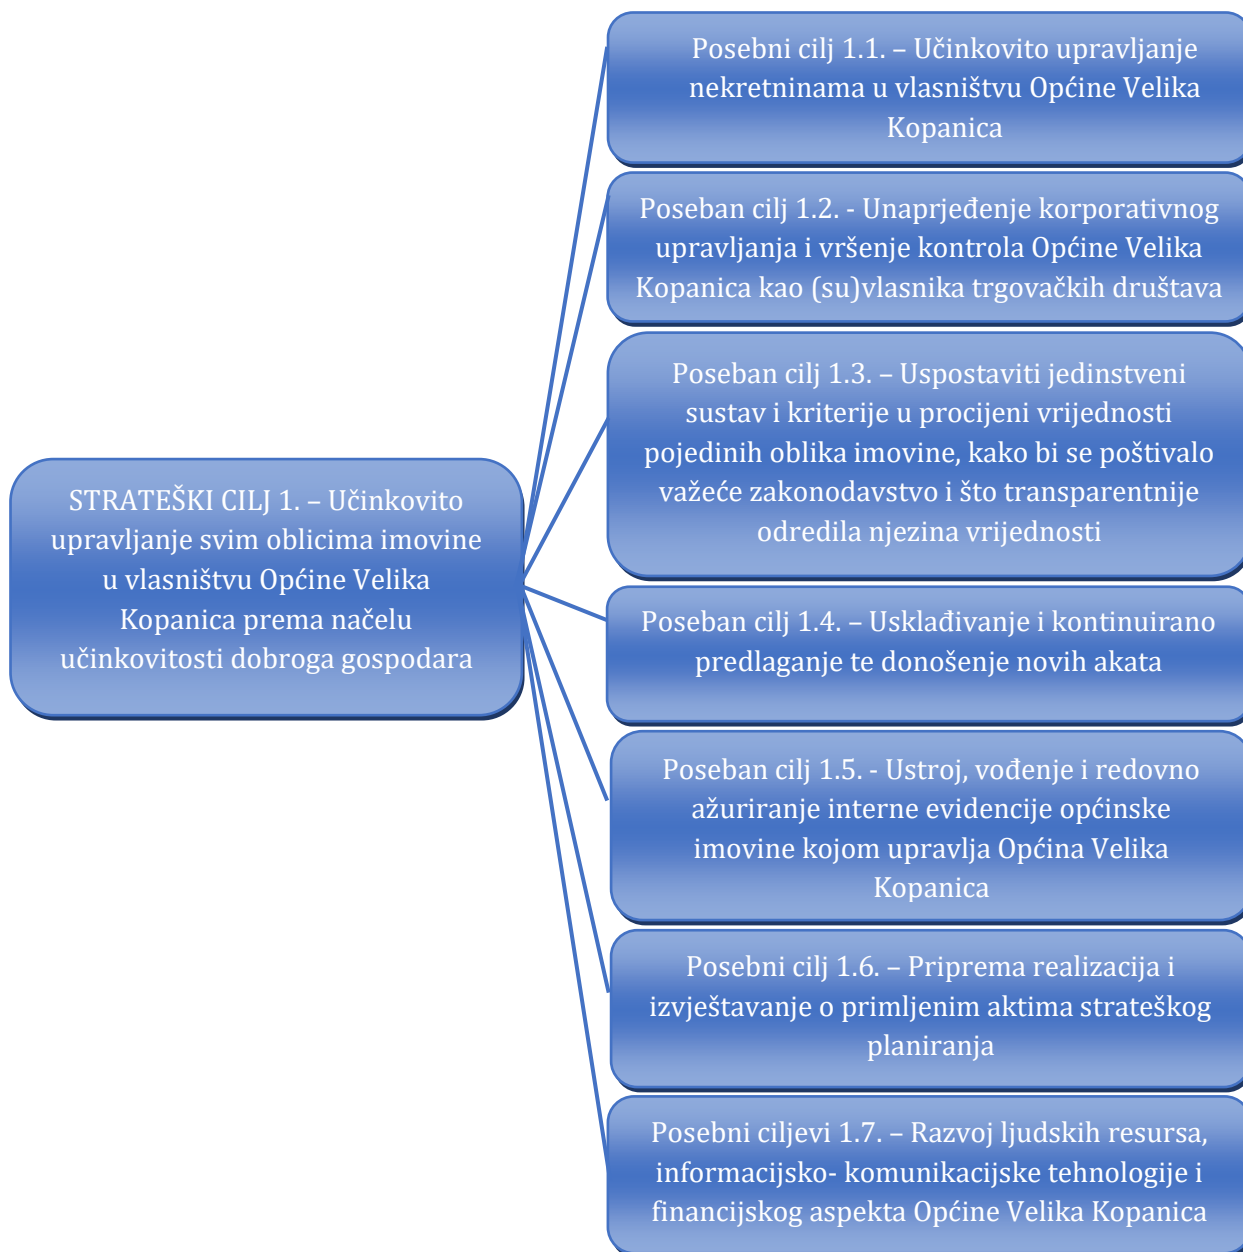 STRATEŠKI CILJ 1. – Učinkovito
upravljanje svim oblicima imovine
u vlasništvu Općine Velika
Kopanica prema načelu
učinkovitosti dobroga gospodara
Posebni cilj 1.1. – Učinkovito upravljanje
nekretninama u vlasništvu Općine Velika
Kopanica
Poseban cilj 1.2. - Unaprjeđenje korporativnog
upravljanja i vršenje kontrola Općine Velika
Kopanica kao (su)vlasnika trgovačkih društava
Poseban cilj 1.3. – Uspostaviti jedinstveni
sustav i kriterije u procijeni vrijednosti
pojedinih oblika imovine, kako bi se poštivalo
važeće zakonodavstvo i što transparentnije
odredila njezina vrijednosti
Poseban cilj 1.4. – Usklađivanje i kontinuirano
predlaganje te donošenje novih akata
Poseban cilj 1.5. - Ustroj, vođenje i redovno
ažuriranje interne evidencije općinske
imovine kojom upravlja Općina Velika
Kopanica
Posebni cilj 1.6. – Priprema realizacija i
izvještavanje o primljenim aktima strateškog
planiranja
Posebni ciljevi 1.7. – Razvoj ljudskih resursa,
informacijsko- komunikacijske tehnologije i
financijskog aspekta Općine Velika Kopanica